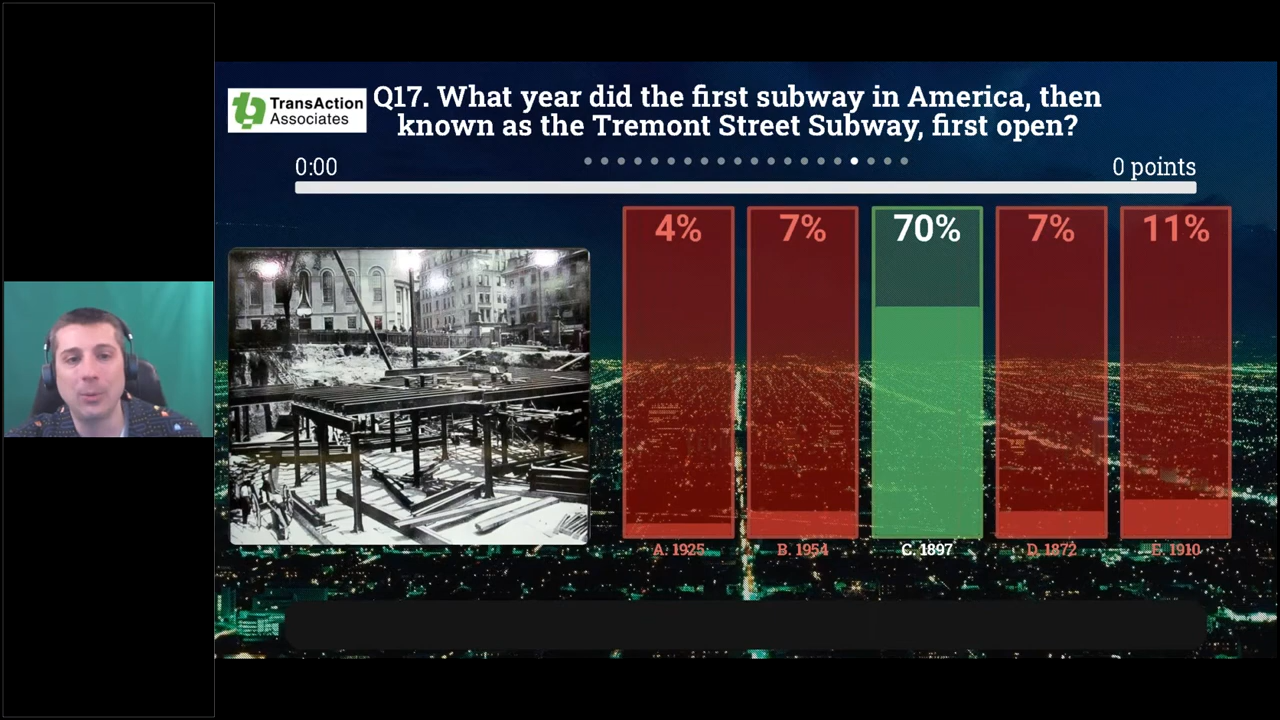 TransAction
Associates
Q17. What year did the first subway in America, then
known as the Tremont Street Subway, first open?
0:00
0 points
4%
7%
70%
7%
11%
A. 1925
B. 1954
C. 1897
D. 1872
E. 1910